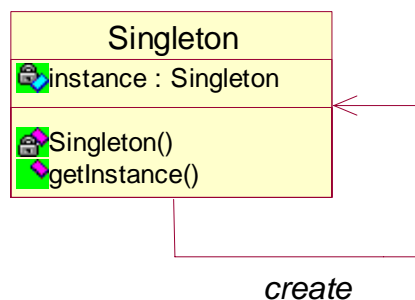 Singleton
instance : Singleton
Singleton()
getInstance()
create